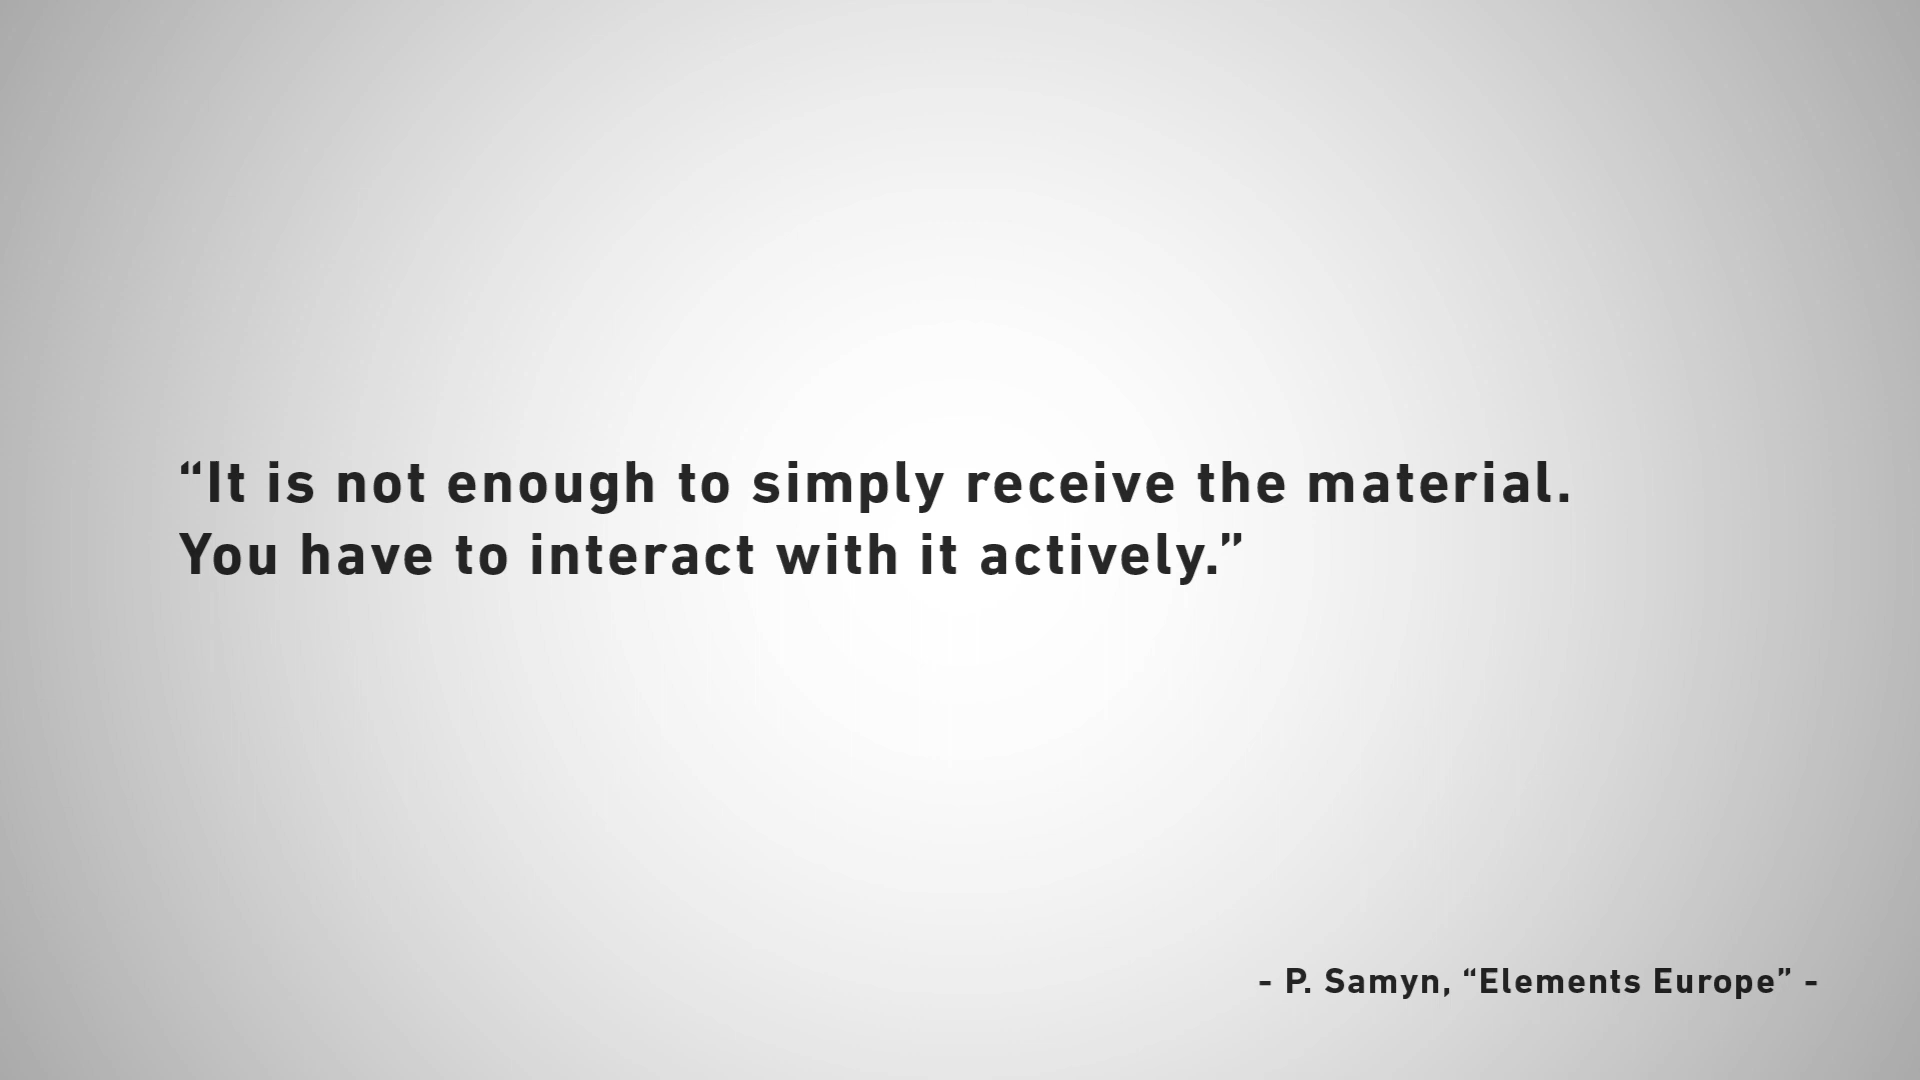 “It is not enough to simply receive the material.
You have to interact with it actively.”
- P. Samyn, “Elements Europe” -